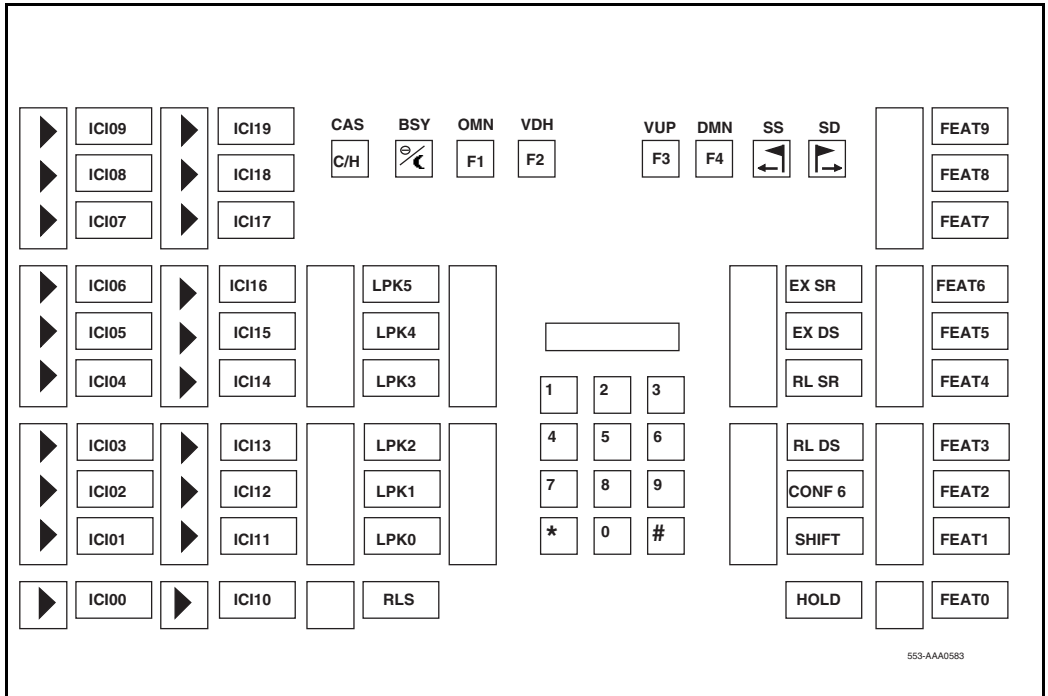 CAS BSY OMN VDH VUP DMN SS SD
ICI09 ICI19 C/H F1 F2 F3 F4 FEAT9
ICI08 ICI18 FEAT8
ICI07 ICI17 FEAT7
ICI06 ICI16 LPK5 EX SR FEAT6
ICI05 ICI15 LPK4 EX DS FEAT5
ICI04 ICI14 LPK3 RL SR FEAT4
1 2 3
ICI03 ICI13 LPK2 4 5 6 RL DS FEAT3
ICI02 ICI12 LPK1 7 8 9 CONF 6 FEAT2
ICI01 ICI11 LPK0 * 0 # SHIFT FEAT1
ICI00 ICI10 RLS HOLD FEAT0
553-AAA0583